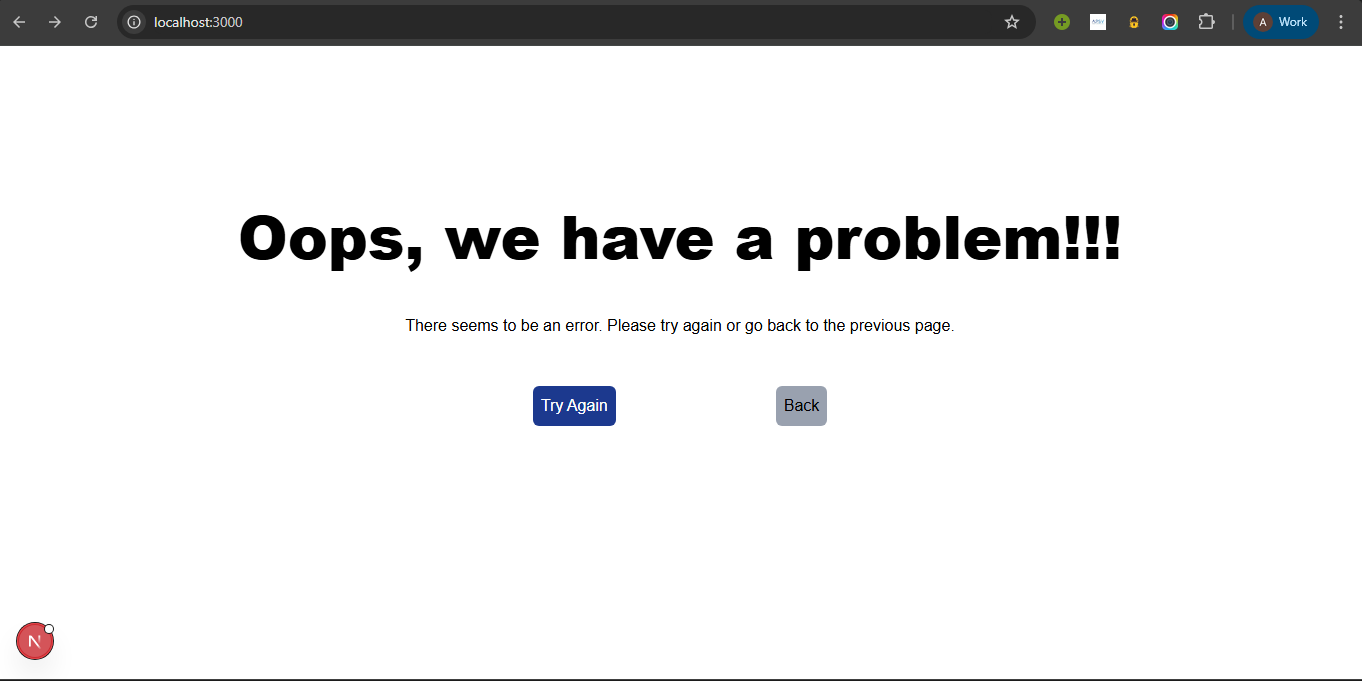 localhost:3000
A Work
Oops, we have a problem!!!
There seems to be an error. Please try again or go back to the previous page.
Try Again
Back
N